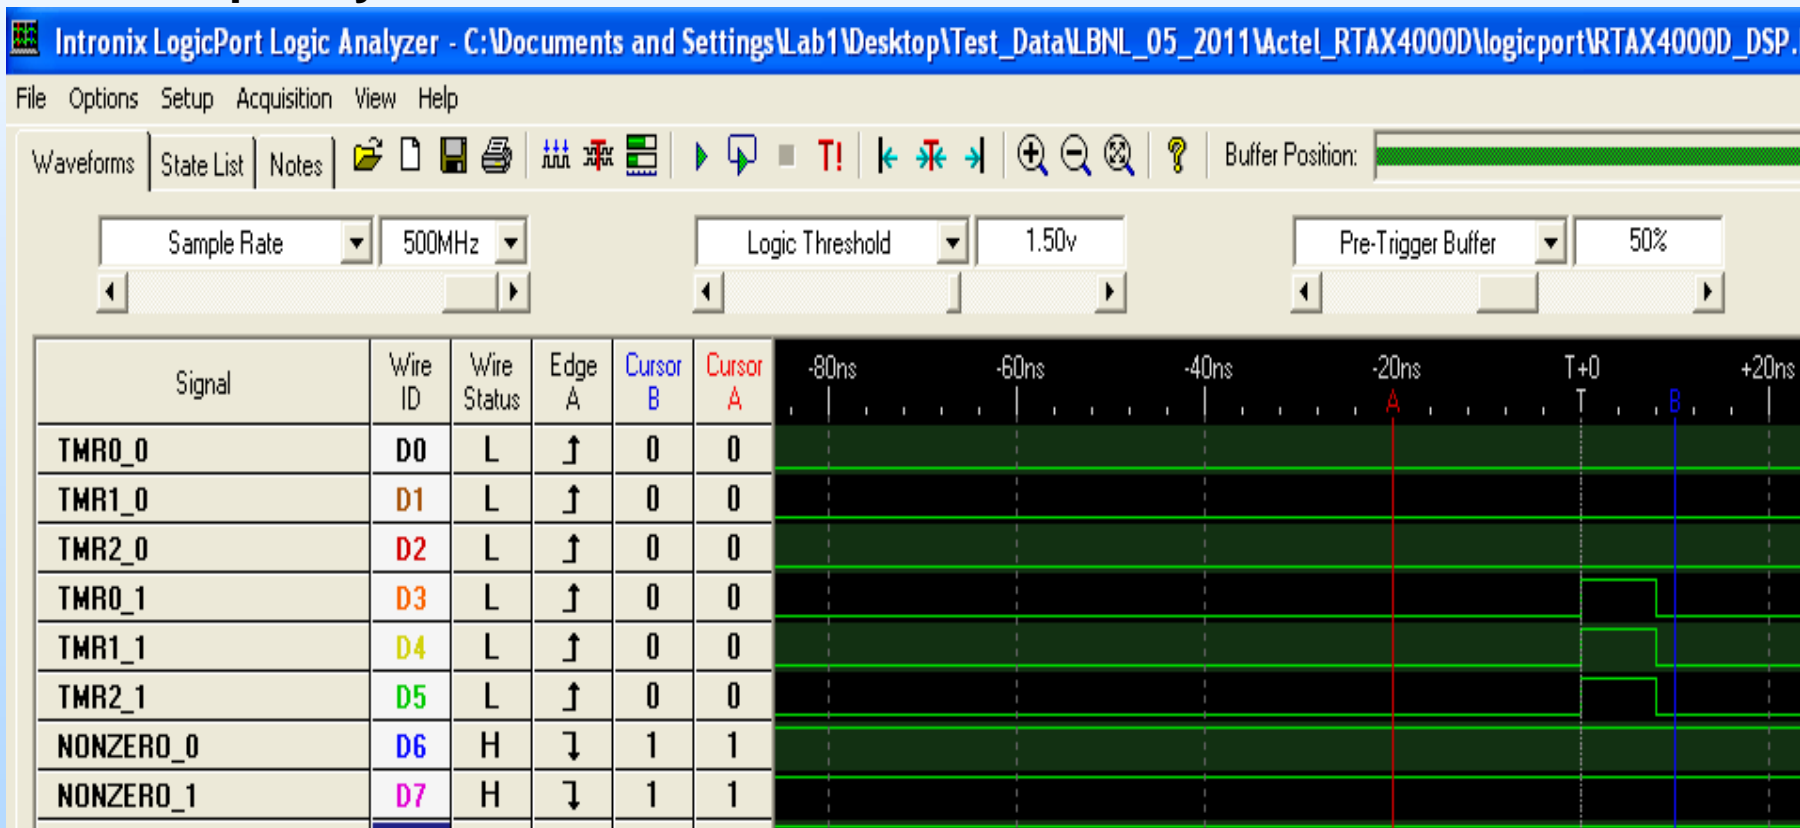 Intronix LogicPort Logic Analyzer - C:\Documents and Settings\Lab1\Desktop\Test_Data\LBNL_05_2011\Actel_RTAX4000D\logicport\RTAX4000D_DSP.
File Options Setup Acquisition View Help
Waveforms State List Notes T! T ? Buffer Position:
Sample Rate 500MHz Logic Threshold 1.50v Pre-Trigger Buffer 50%
Signal Wire ID Wire Status Edge A Cursor B Cursor A -80ns -60ns -40ns -20ns T+0 +20ns
A T B
TMR0_0 D0 L 0 0
TMR1_0 D1 L 0 0
TMR2_0 D2 L 0 0
TMR0_1 D3 L 0 0
TMR1_1 D4 L 0 0
TMR2_1 D5 L 0 0
NONZERO_0 D6 H 1 1
NONZERO_1 D7 H 1 1